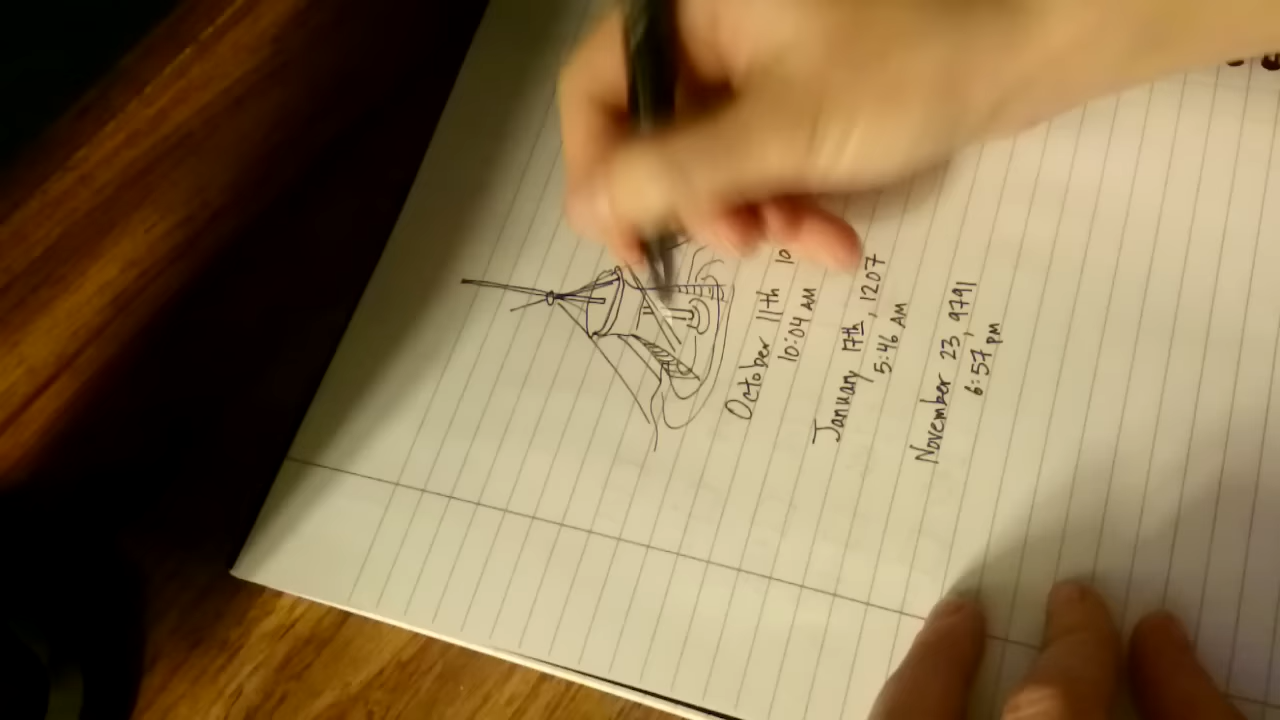 October 11th 10
10:04 AM
January 17th, 1207
5:46 AM
November 23, 9791
6:57 PM